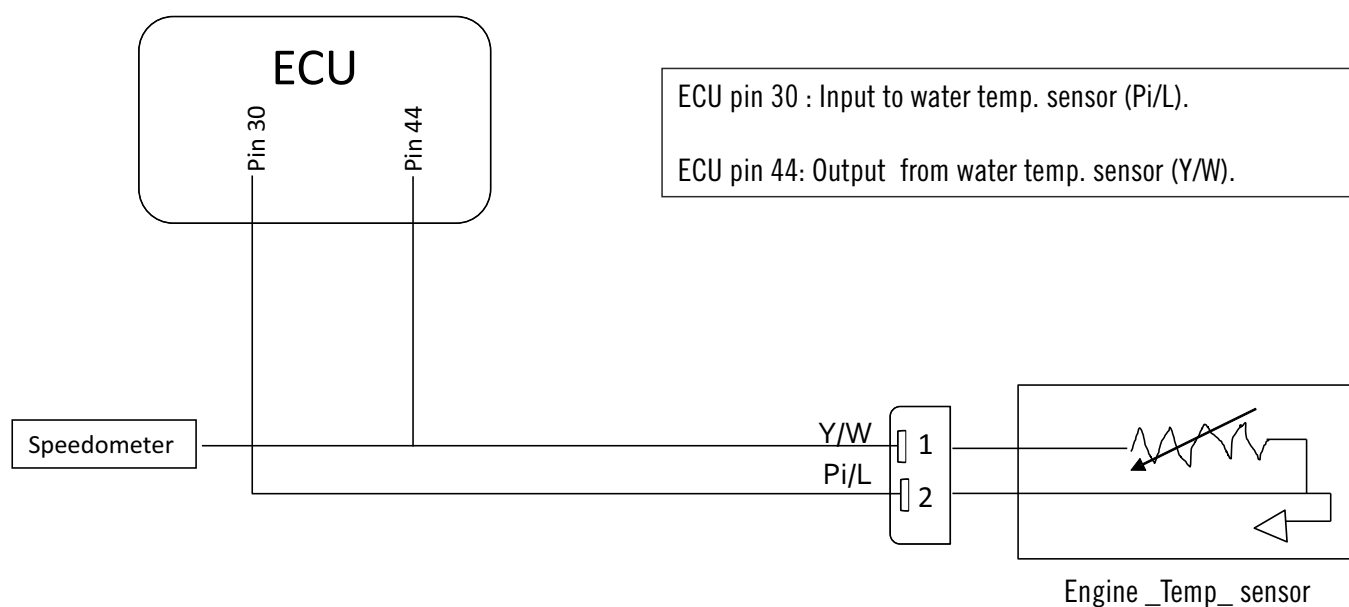 ECU
Pin 30
Pin 44
ECU pin 30 : Input to water temp. sensor (Pi/L).
ECU pin 44: Output from water temp. sensor (Y/W).
Speedometer
Y/W
1
Pi/L
2
Engine _Temp_ sensor